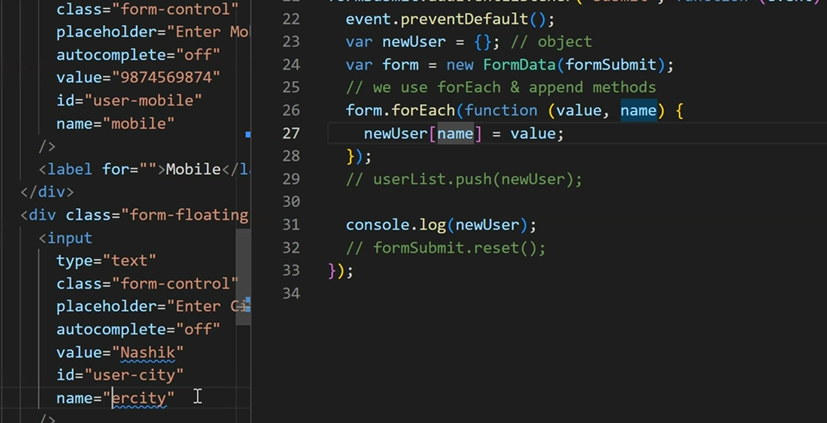 class="form-control"
placeholder="Enter Mo
autocomplete="off"
value="9874569874"
id="user-mobile"
name="mobile"
/>
<label for="">Mobile</la
</div>
<div class="form-floating
<input
type="text"
class="form-control"
placeholder="Enter Ci
autocomplete="off"
value="Nashik"
id="user-city"
name="ercity"
/>
22 event.preventDefault();
23 var newUser = {}; // object
24 var form = new FormData(formSubmit);
25 // we use forEach & append methods
26 form.forEach(function (value, name) {
27 newUser[name] = value;
28 });
29 // userList.push(newUser);
30
31 console.log(newUser);
32 // formSubmit.reset();
33 });
34